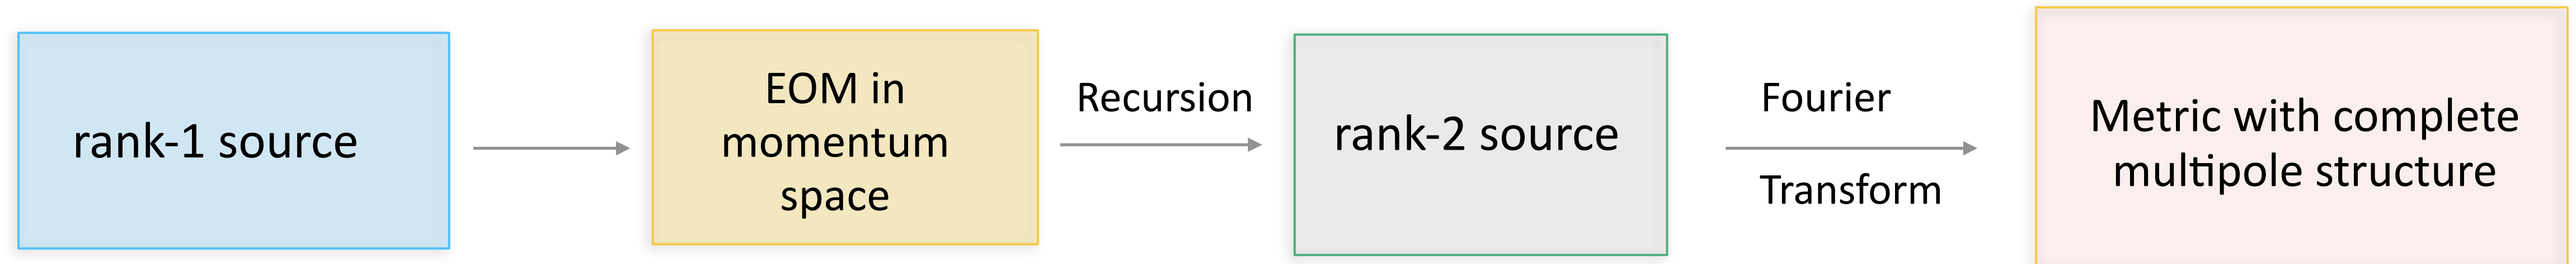 rank-1 source
EOM in
momentum
space
Recursion
rank-2 source
Fourier
Transform
Metric with complete
multipole structure